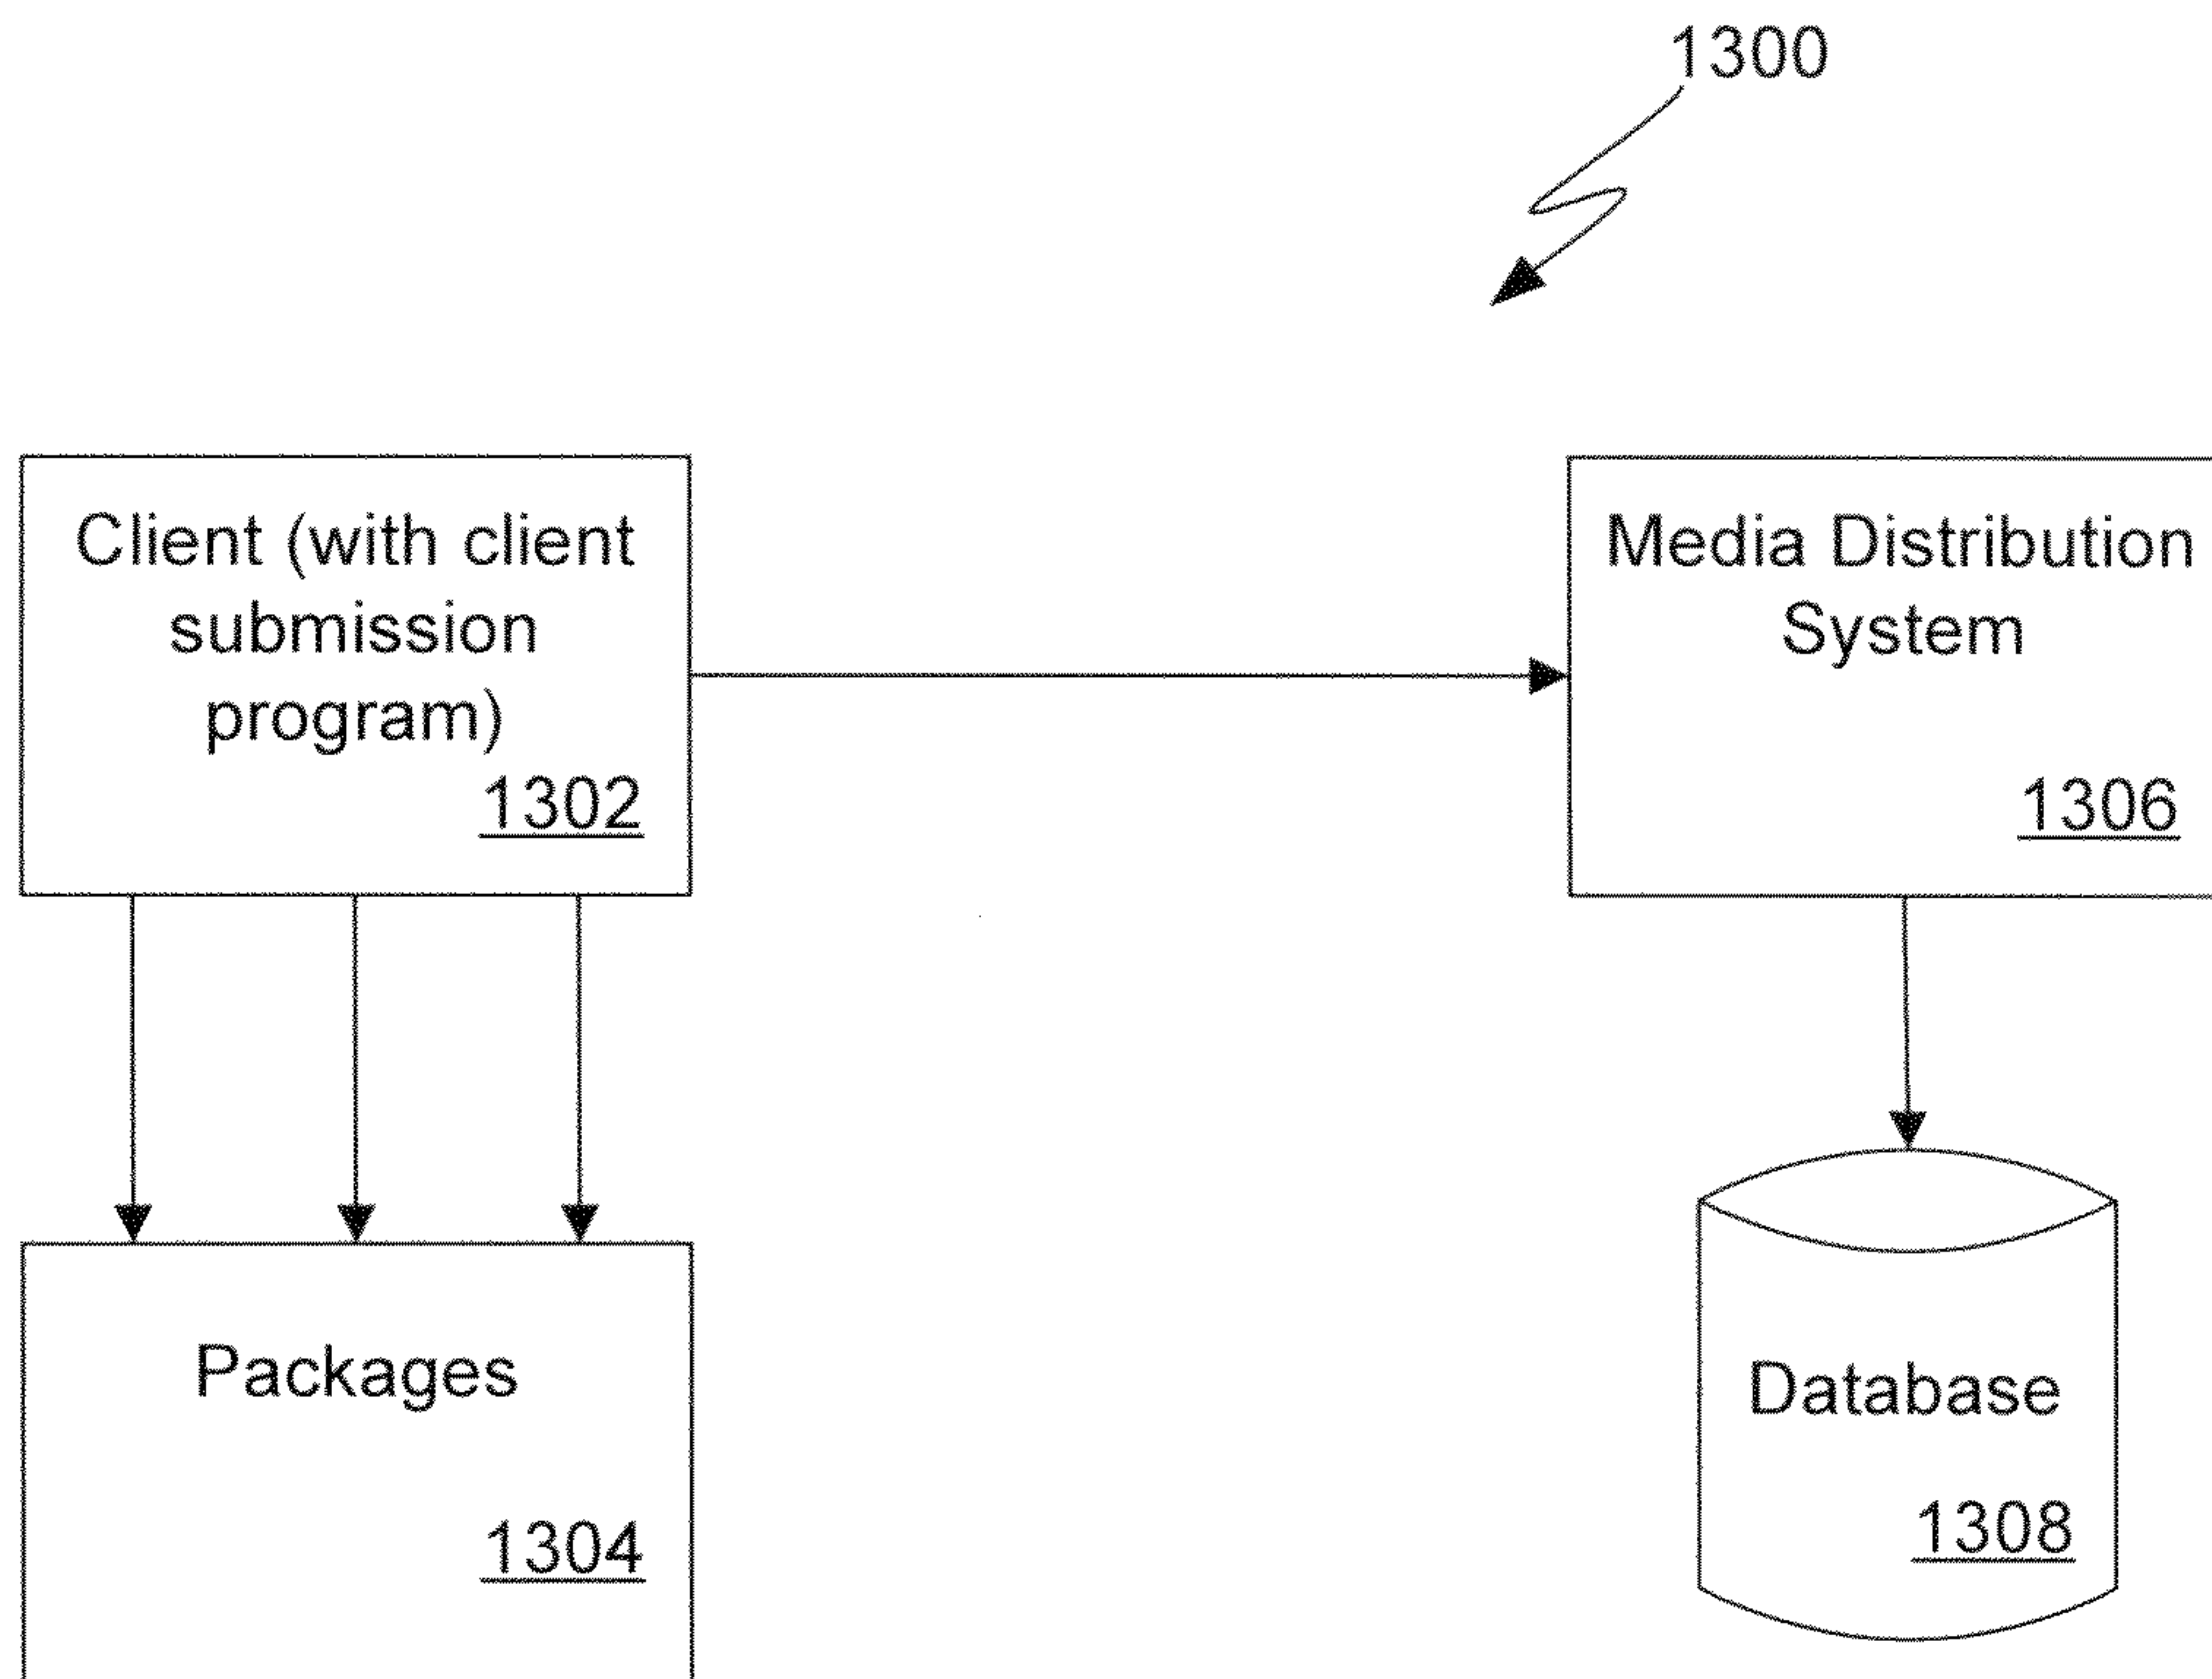 1300
Client (with client
submission
program)
1302
Media Distribution
System
1306
Packages
1304
Database
1308